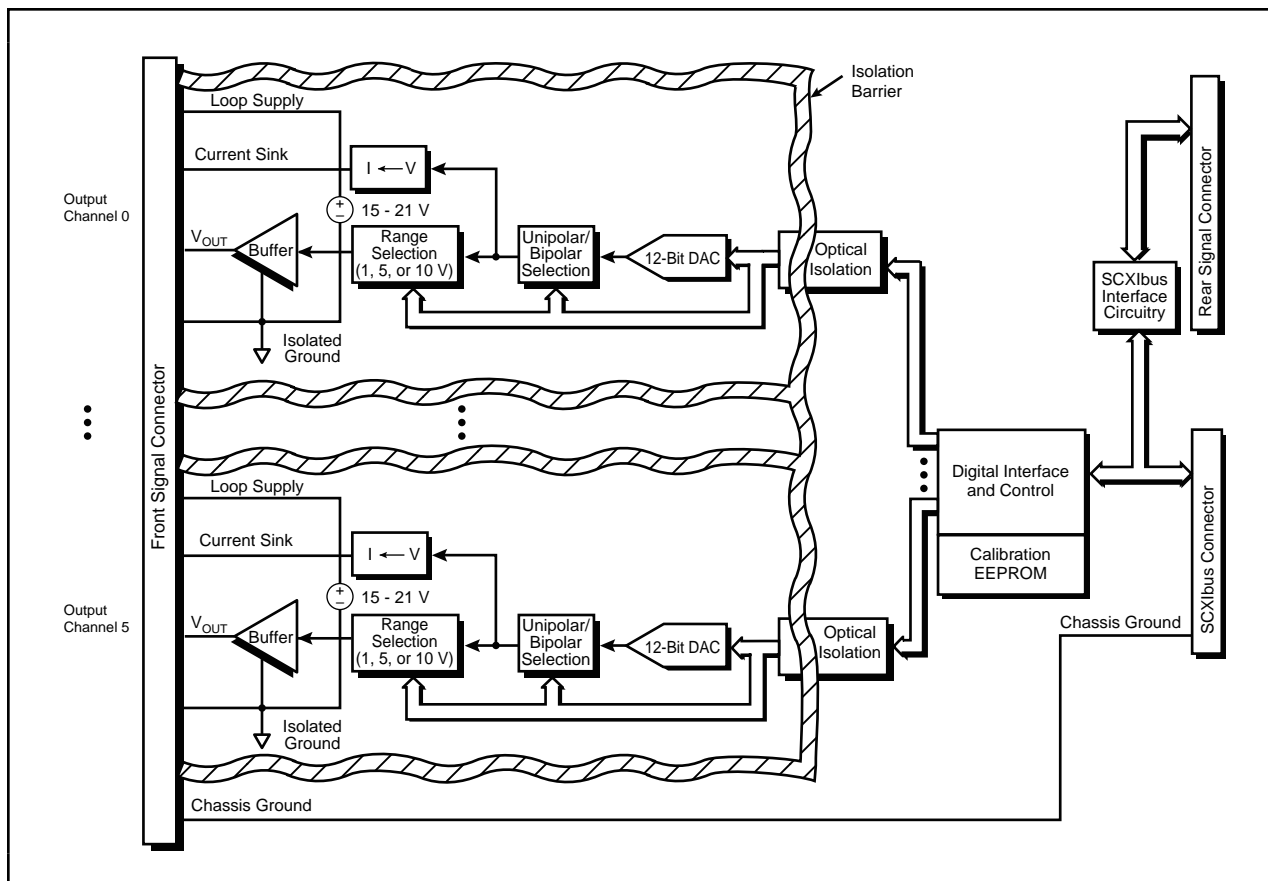 Isolation
Barrier
Loop Supply
Current Sink
I ← V
Output
Channel 0
+
−
15 - 21 V
VOUT
Buffer
Range
Selection
(1, 5, or 10 V)
Unipolar/
Bipolar
Selection
12-Bit DAC
Optical
Isolation
Isolated
Ground
SCXIbus
Interface
Circuitry
Rear Signal Connector
Front Signal Connector
Loop Supply
Current Sink
I ← V
Output
Channel 5
+
−
15 - 21 V
VOUT
Buffer
Range
Selection
(1, 5, or 10 V)
Unipolar/
Bipolar
Selection
12-Bit DAC
Optical
Isolation
Isolated
Ground
Digital Interface
and Control
Calibration
EEPROM
SCXIbus Connector
Chassis Ground
Chassis Ground